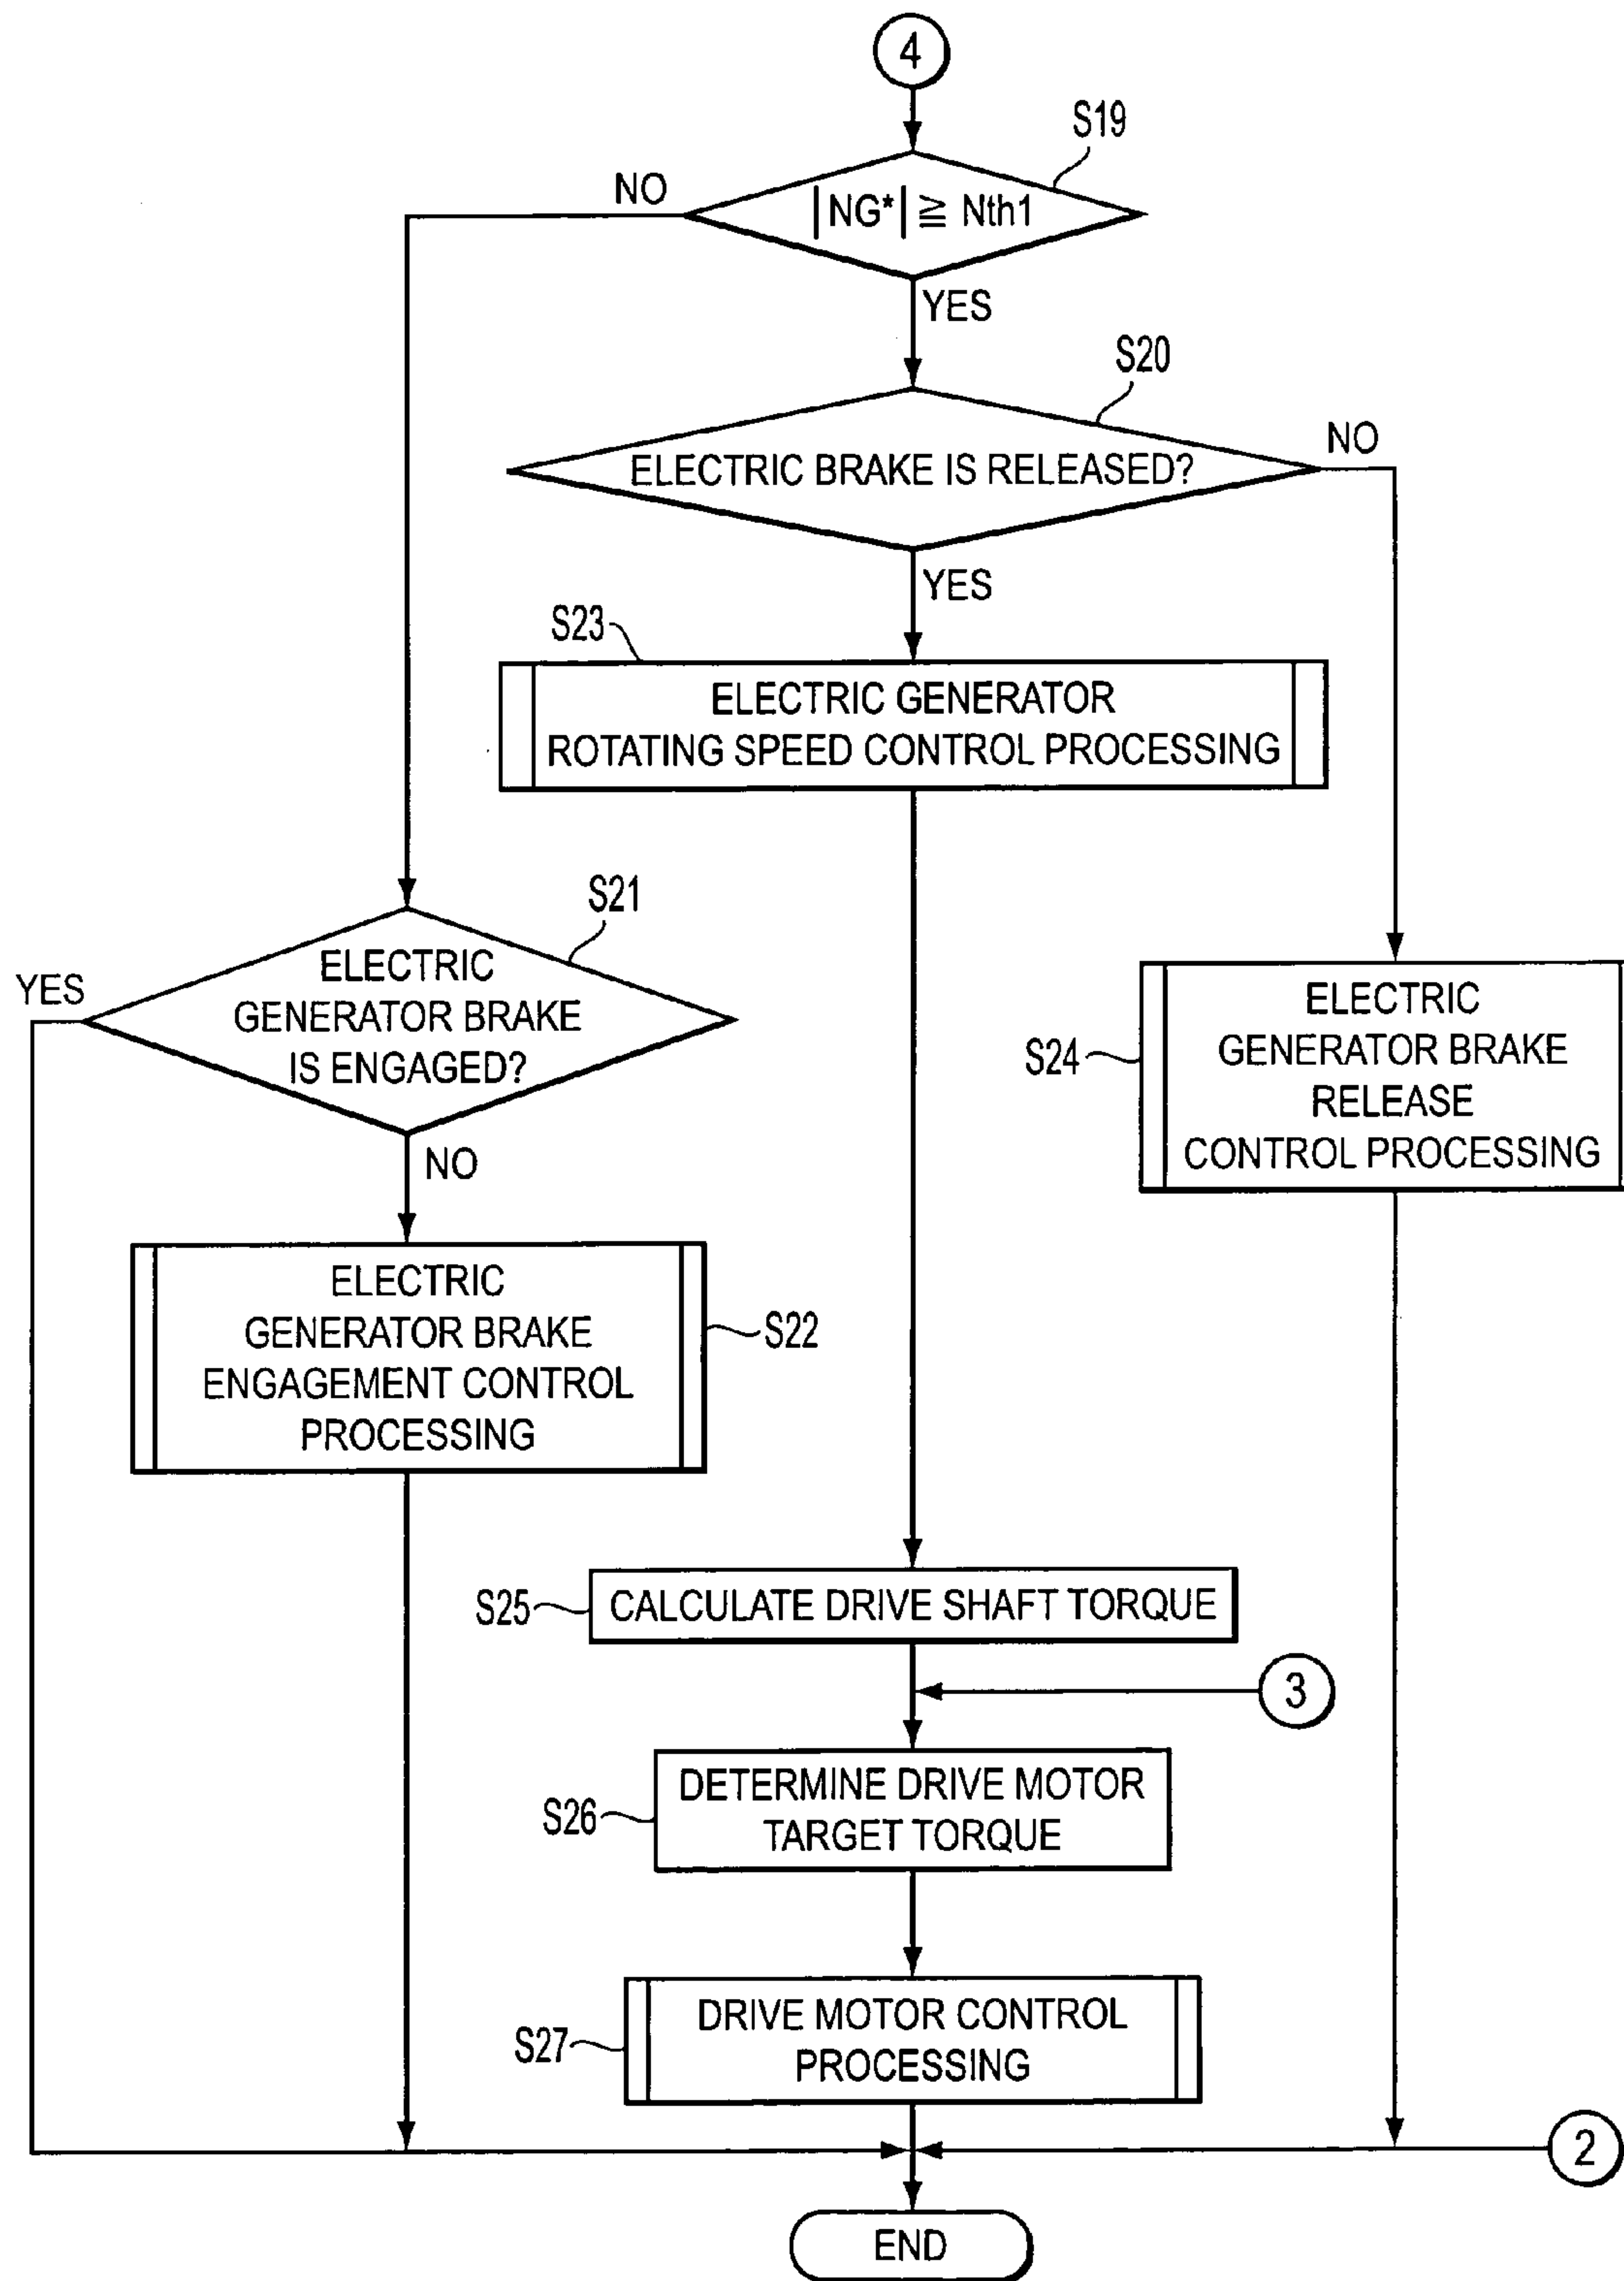 4
S19
NO
|NG*| ≧ Nth1
YES
S20
NO
ELECTRIC BRAKE IS RELEASED?
YES
S23
ELECTRIC GENERATOR
ROTATING SPEED CONTROL PROCESSING
S21
YES
ELECTRIC
GENERATOR BRAKE
IS ENGAGED?
NO
S24
ELECTRIC
GENERATOR BRAKE
RELEASE
CONTROL PROCESSING
ELECTRIC
GENERATOR BRAKE
ENGAGEMENT CONTROL
PROCESSING
S22
S25
CALCULATE DRIVE SHAFT TORQUE
3
S26
DETERMINE DRIVE MOTOR
TARGET TORQUE
S27
DRIVE MOTOR CONTROL
PROCESSING
2
END